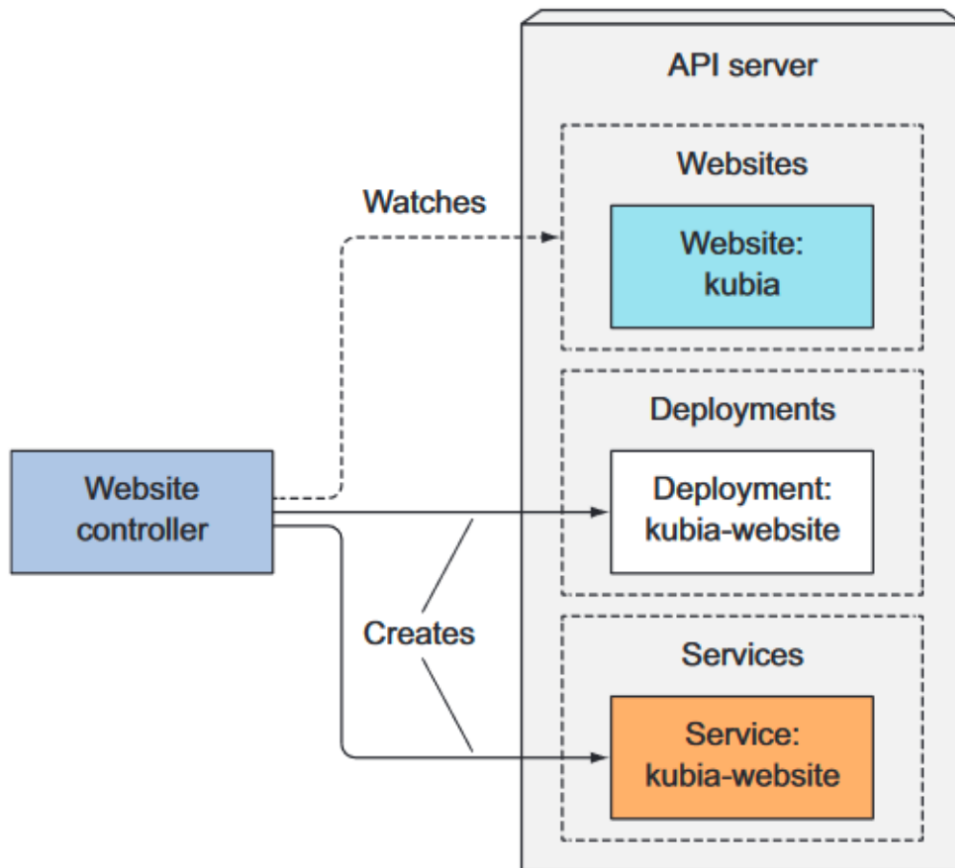 API server
Websites
Watches
Website:
kubia
Deployments
Website
controller
Deployment:
kubia-website
Creates
Services
Service:
kubia-website